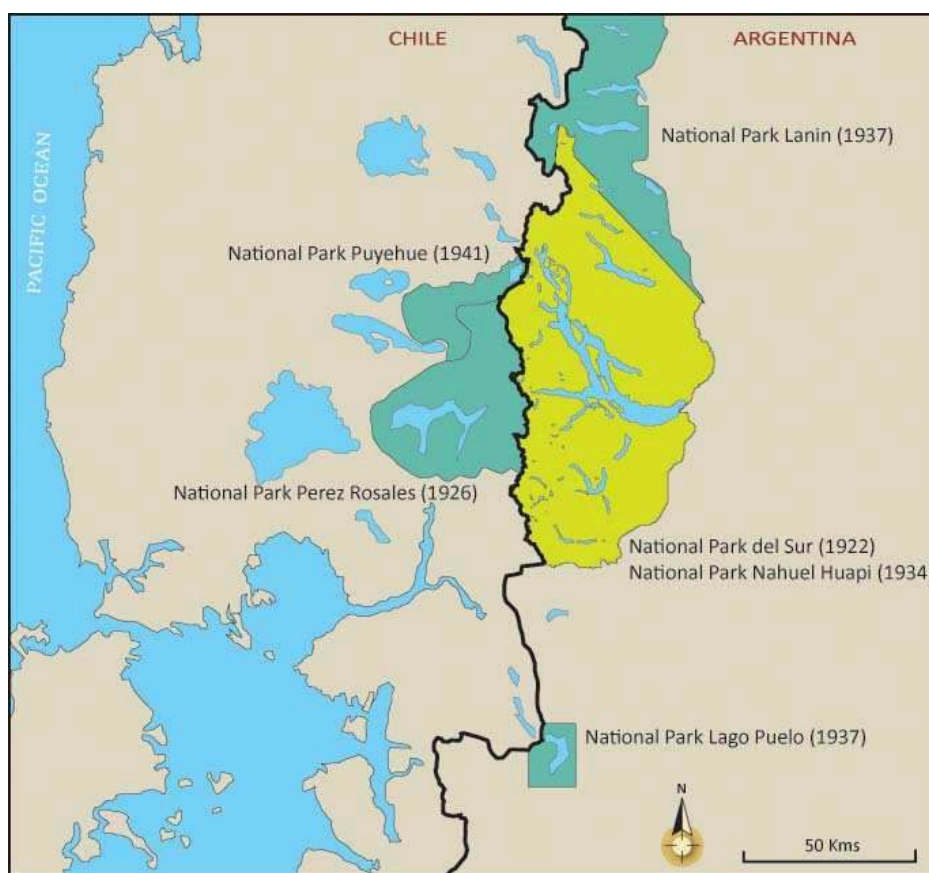 CHILE
ARGENTINA
National Park Lanin (1937)
PACIFIC OCEAN
National Park Puyehue (1941)
National Park Perez Rosales (1926)
National Park del Sur (1922)
National Park Nahuel Huapi (1934
National Park Lago Puelo (1937)
N
50 Kms